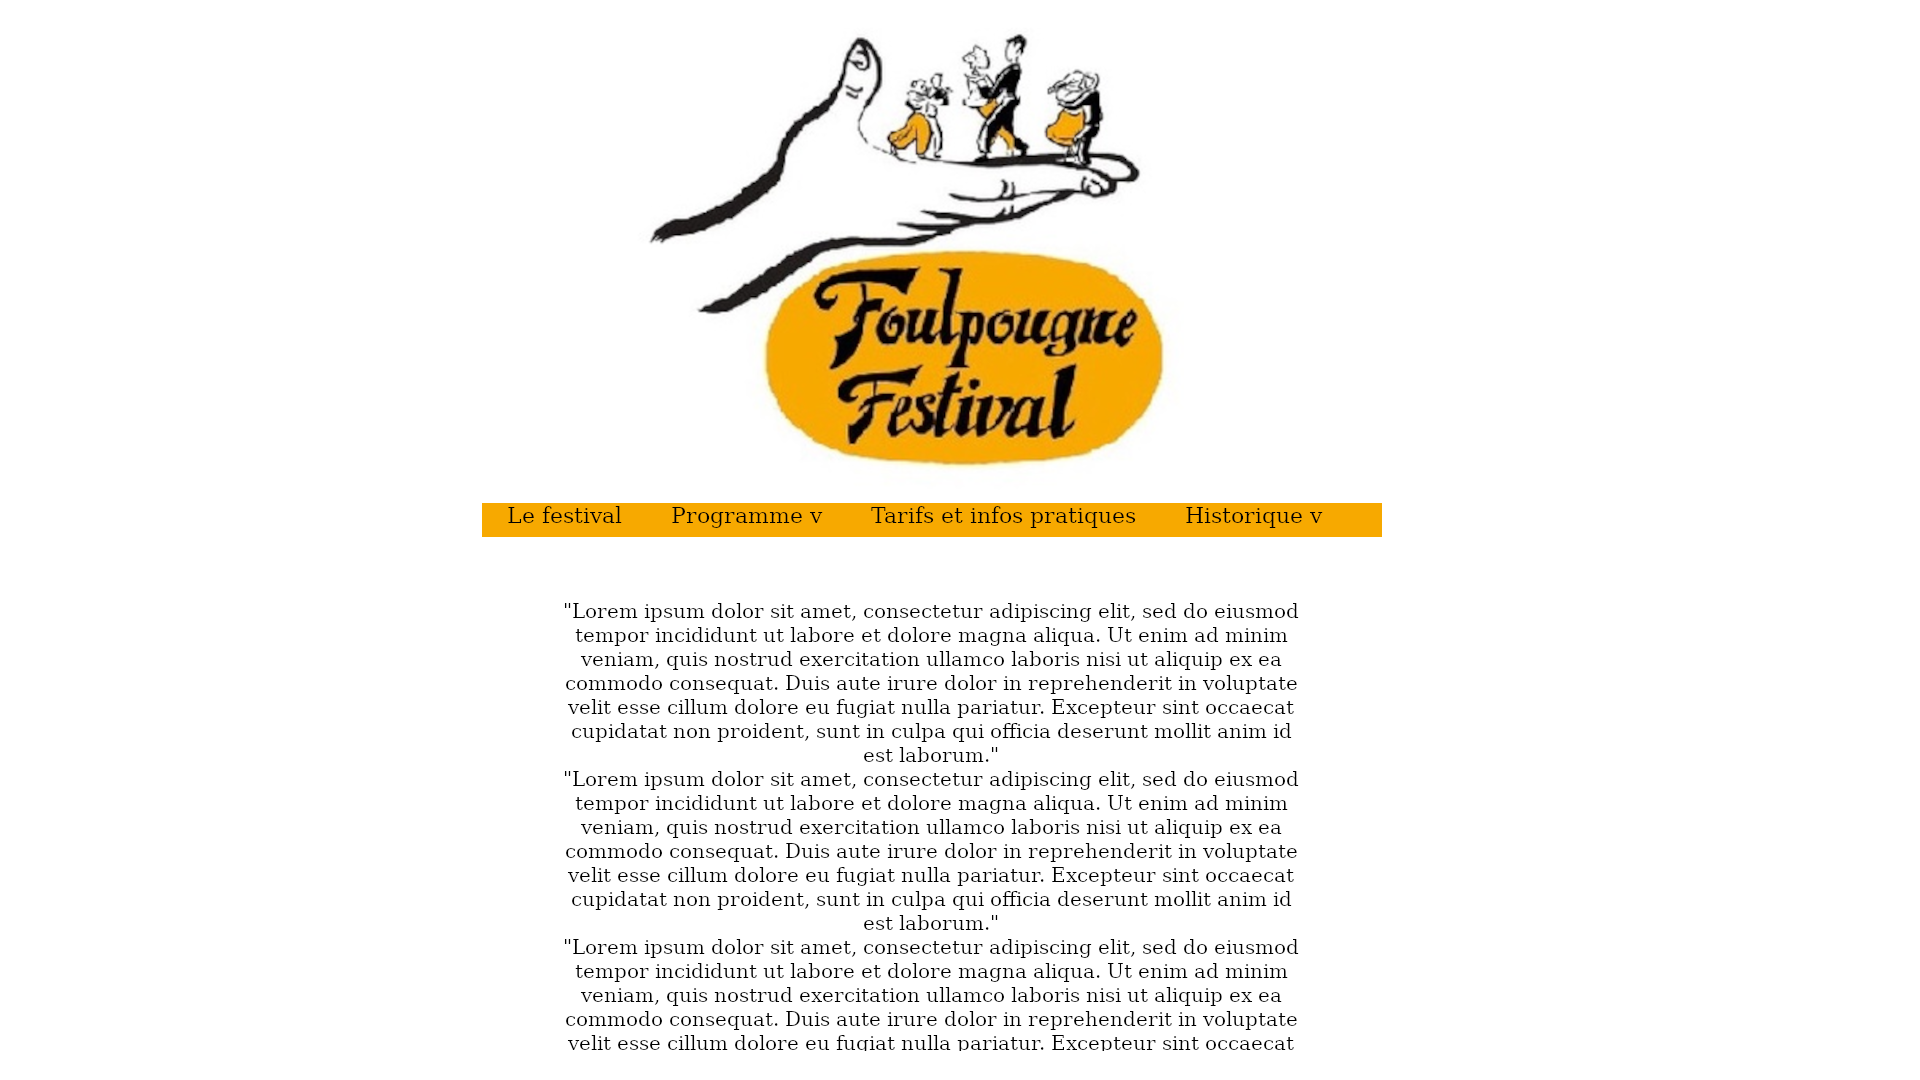 Foulpougne
Festival
Le festival Programme v Tarifs et infos pratiques Historique v
"Lorem ipsum dolor sit amet, consectetur adipiscing elit, sed do eiusmod
tempor incididunt ut labore et dolore magna aliqua. Ut enim ad minim
veniam, quis nostrud exercitation ullamco laboris nisi ut aliquip ex ea
commodo consequat. Duis aute irure dolor in reprehenderit in voluptate
velit esse cillum dolore eu fugiat nulla pariatur. Excepteur sint occaecat
cupidatat non proident, sunt in culpa qui officia deserunt mollit anim id
est laborum."
"Lorem ipsum dolor sit amet, consectetur adipiscing elit, sed do eiusmod
tempor incididunt ut labore et dolore magna aliqua. Ut enim ad minim
veniam, quis nostrud exercitation ullamco laboris nisi ut aliquip ex ea
commodo consequat. Duis aute irure dolor in reprehenderit in voluptate
velit esse cillum dolore eu fugiat nulla pariatur. Excepteur sint occaecat
cupidatat non proident, sunt in culpa qui officia deserunt mollit anim id
est laborum."
"Lorem ipsum dolor sit amet, consectetur adipiscing elit, sed do eiusmod
tempor incididunt ut labore et dolore magna aliqua. Ut enim ad minim
veniam, quis nostrud exercitation ullamco laboris nisi ut aliquip ex ea
commodo consequat. Duis aute irure dolor in reprehenderit in voluptate
velit esse cillum dolore eu fugiat nulla pariatur. Excepteur sint occaecat